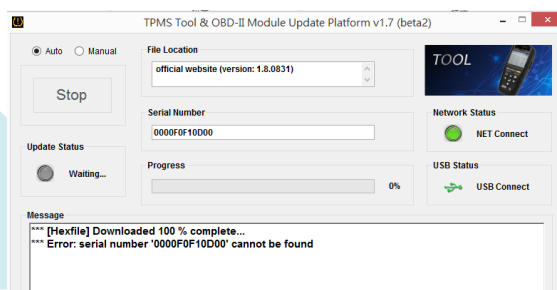 TPMS Tool & OBD-II Module Update Platform v1.7 (beta2)
Auto
Manual
File Location
official website (version: 1.8.0831)
TOOL
Stop
Serial Number
0000F0F10D00
Network Status
NET Connect
Update Status
Waiting...
Progress
0%
USB Status
USB Connect
Message
*** [Hexfile] Downloaded 100 % complete...
*** Error: serial number '0000F0F10D00' cannot be found